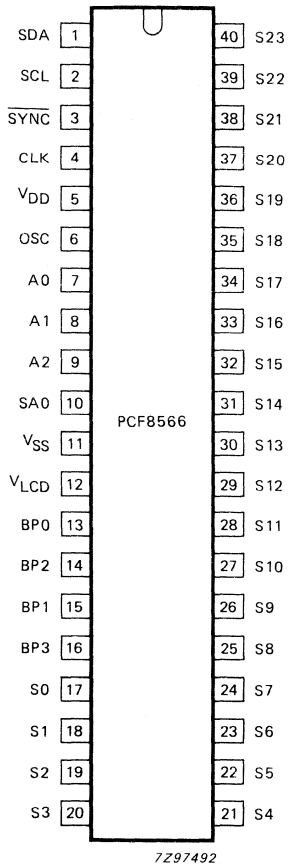 SDA 1 40 S23
SCL 2 39 S22
S̅Y̅N̅C̅ 3 38 S21
CLK 4 37 S20
VDD 5 36 S19
OSC 6 35 S18
A0 7 34 S17
A1 8 33 S16
A2 9 32 S15
SA0 10 31 S14
PCF8566
VSS 11 30 S13
VLCD 12 29 S12
BP0 13 28 S11
BP2 14 27 S10
BP1 15 26 S9
BP3 16 25 S8
S0 17 24 S7
S1 18 23 S6
S2 19 22 S5
S3 20 21 S4
7Z97492